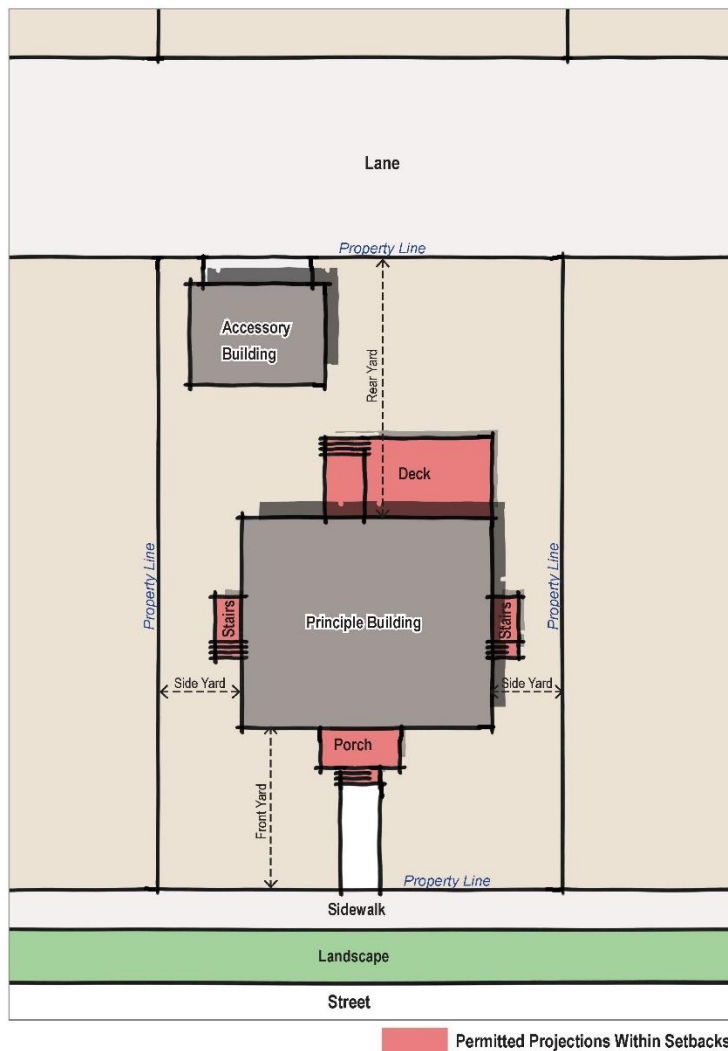 Lane
Property Line
Accessory
Building
Rear Yard
Deck
Property Line
Property Line
Stairs
Principle Building
Stairs
Side Yard
Side Yard
Porch
Front Yard
Property Line
Sidewalk
Landscape
Street
Permitted Projections Within Setbacks